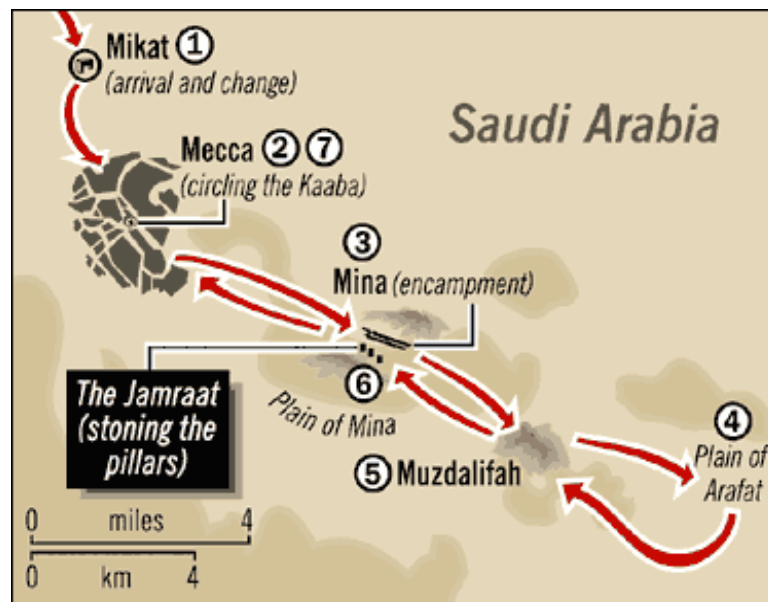 Mikat ①
(arrival and change)
Saudi Arabia
Mecca ② ⑦
(circling the Kaaba)
③
Mina (encampment)
The Jamraat
(stoning the
pillars)
⑥
Plain of Mina
④
Plain of
Arafat
⑤ Muzdalifah
0 miles 4
0 km 4